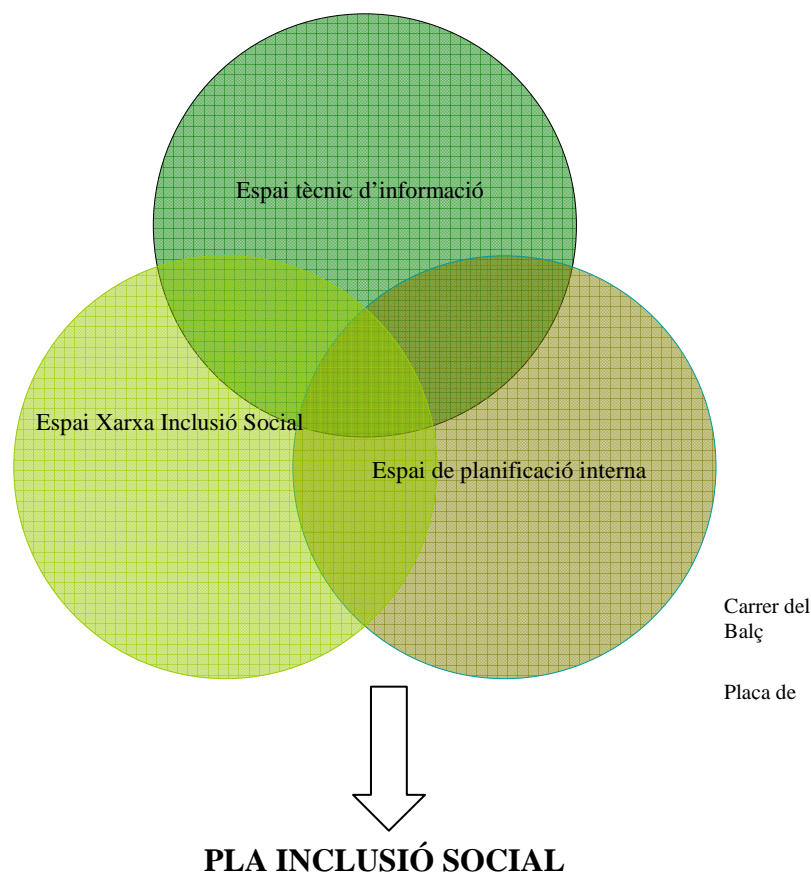 Espai tècnic d’informació
Espai Xarxa Inclusió Social
Espai de planificació interna
Carrer del
Balç
Placa de
PLA INCLUSIÓ SOCIAL